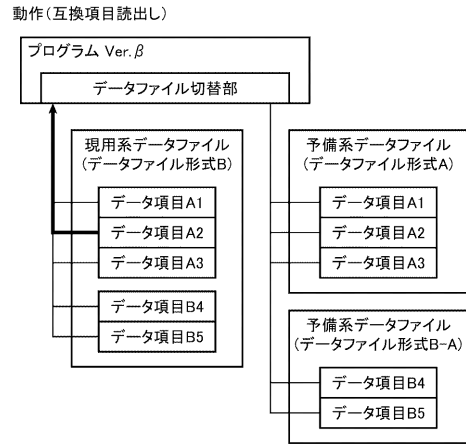 動作(互換項目読出し)
プログラム Ver.β
データファイル切替部
現用系データファイル
(データファイル形式B)
データ項目A1
データ項目A2
データ項目A3
データ項目B4
データ項目B5
予備系データファイル
(データファイル形式A)
データ項目A1
データ項目A2
データ項目A3
予備系データファイル
(データファイル形式B-A)
データ項目B4
データ項目B5